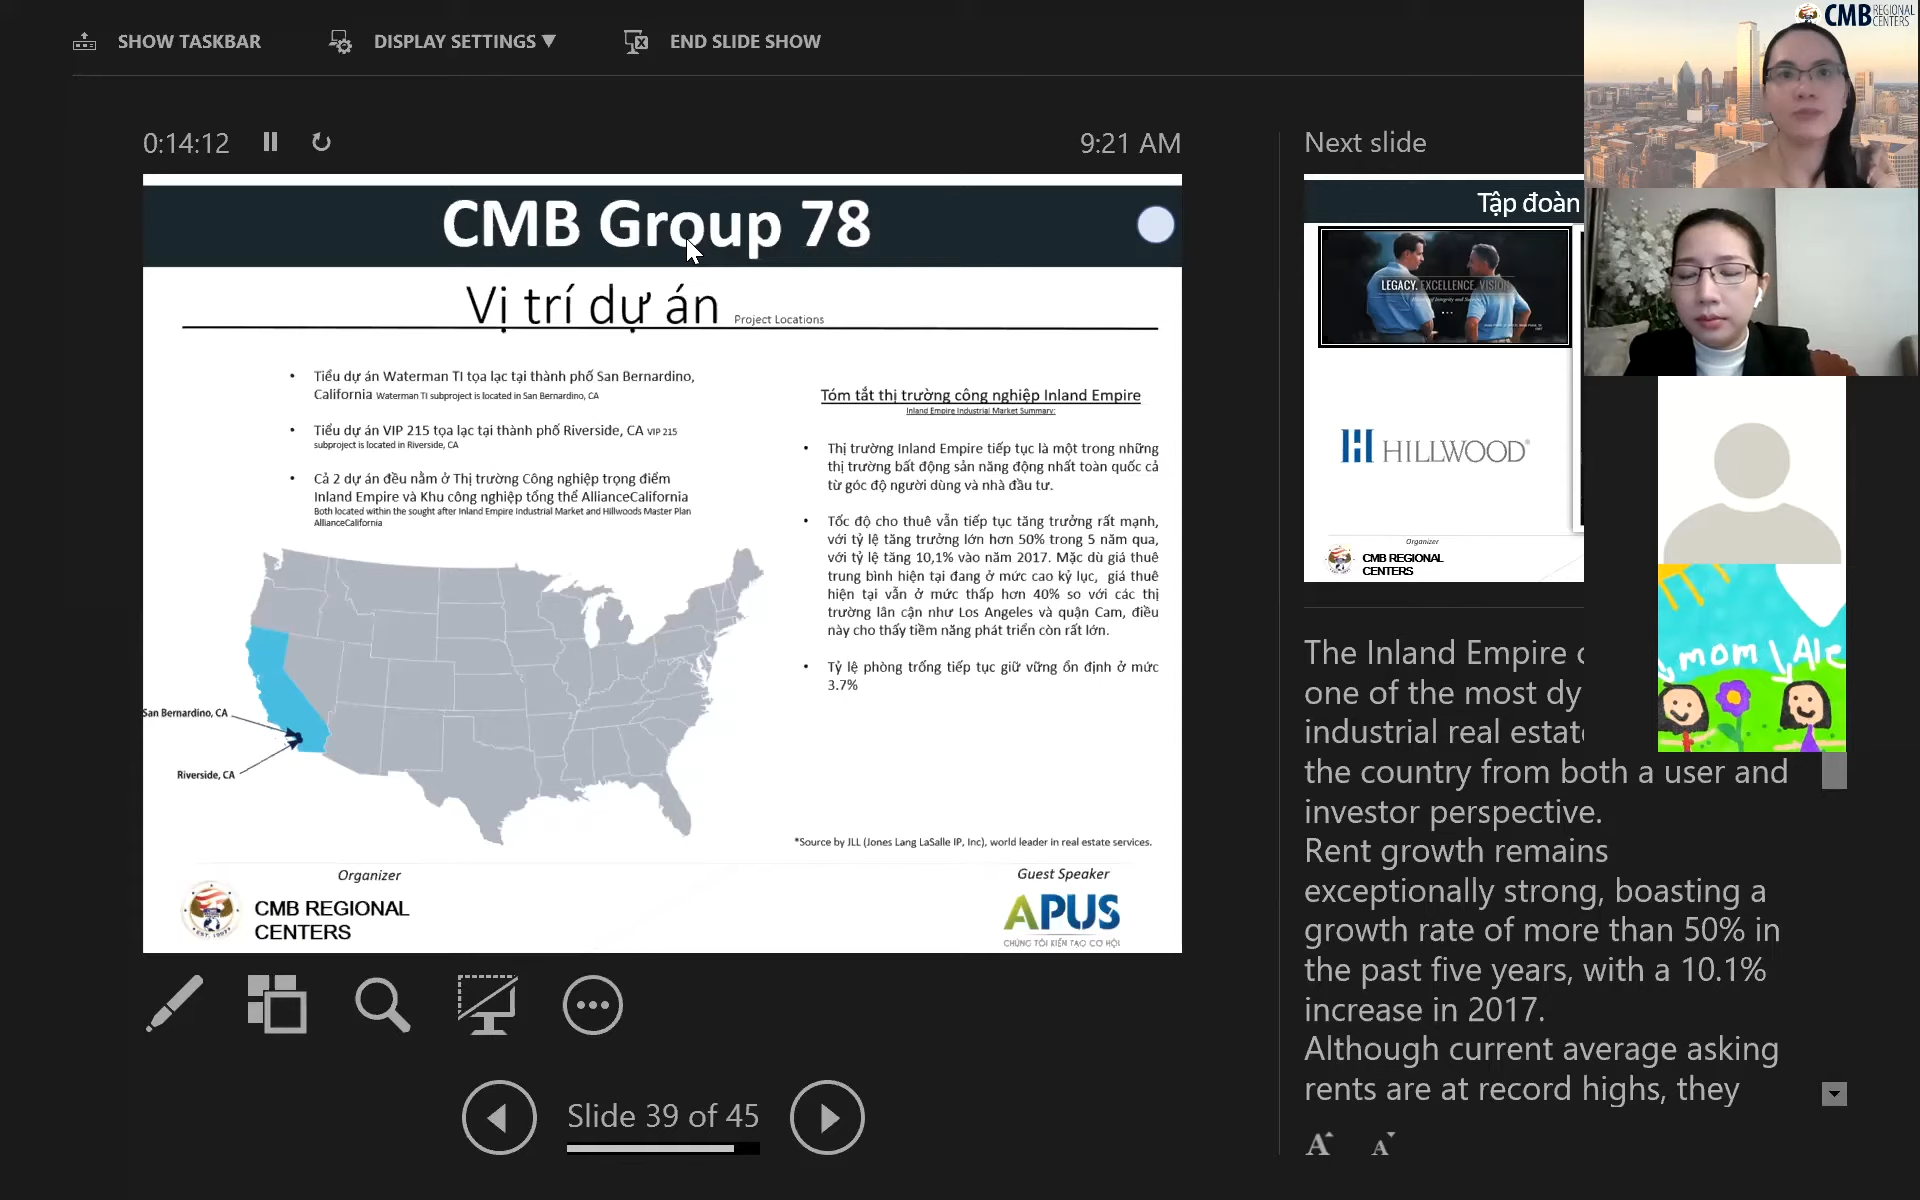 SHOW TASKBAR
DISPLAY SETTINGS ▼
END SLIDE SHOW
CMB REGIONAL CENTERS
0:14:12
9:21 AM
CMB Group 78
Vị trí dự án Project Locations
• Tiểu dự án Waterman TI tọa lạc tại thành phố San Bernardino,
California Waterman TI subproject is located in San Bernardino, CA
• Tiểu dự án VIP 215 tọa lạc tại thành phố Riverside, CA VIP 215
subproject is located in Riverside, CA
• Cả 2 dự án đều nằm ở Thị trường Công nghiệp trọng điểm
Inland Empire và Khu công nghiệp tổng thể AllianceCalifornia
Both located within the sought after Inland Empire Industrial Market and Hillwoods Master Plan
AllianceCalifornia
San Bernardino, CA
Riverside, CA
Tóm tắt thị trường công nghiệp Inland Empire
Inland Empire Industrial Market Summary:
• Thị trường Inland Empire tiếp tục là một trong những
thị trường bất động sản năng động nhất toàn quốc cả
từ góc độ người dùng và nhà đầu tư.
• Tốc độ cho thuê vẫn tiếp tục tăng trưởng rất mạnh,
với tỷ lệ tăng trưởng lớn hơn 50% trong 5 năm qua,
với tỷ lệ tăng 10,1% vào năm 2017. Mặc dù giá thuê
trung bình hiện tại đang ở mức cao kỷ lục, giá thuê
hiện tại vẫn ở mức thấp hơn 40% so với các thị
trường lân cận như Los Angeles và quận Cam, điều
này cho thấy tiềm năng phát triển còn rất lớn.
• Tỷ lệ phòng trống tiếp tục giữ vững ổn định ở mức
3.7%
*Source by JLL (Jones Lang LaSalle IP, Inc), world leader in real estate services.
Organizer
CMB REGIONAL
CENTERS
Guest Speaker
APUS
CHÚNG TÔI KIẾN TẠO CƠ HỘI
Slide 39 of 45
Next slide
Tập đoàn
LEGACY. EXCELLENCE. VISION
HILLWOOD
Organizer
CMB REGIONAL
CENTERS
mom Ale
The Inland Empire
one of the most dy
industrial real estat
the country from both a user and
investor perspective.
Rent growth remains
exceptionally strong, boasting a
growth rate of more than 50% in
the past five years, with a 10.1%
increase in 2017.
Although current average asking
rents are at record highs, they
A A